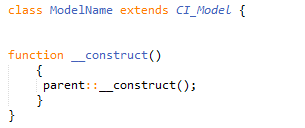 class ModelName extends CI_Model {
function __construct()
{
parent::__construct();
}
}